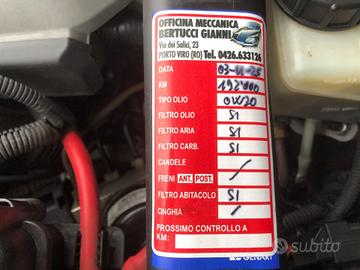 OFFICINA MECCANICA
BERTUCCI GIANNI
Via dei Salici, 23
PORTO VIRO (RO) Tel. 0426.633126
DATA 03-11-25
KM 192000
TIPO OLIO 0W20
FILTRO OLIO SI
FILTRO ARIA SI
FILTRO CARB. SI
CANDELE /
FRENI ANT. POST. /
FILTRO ABITACOLO SI
CINGHIA /
PROSSIMO CONTROLLO A
KM:
GENART
subito